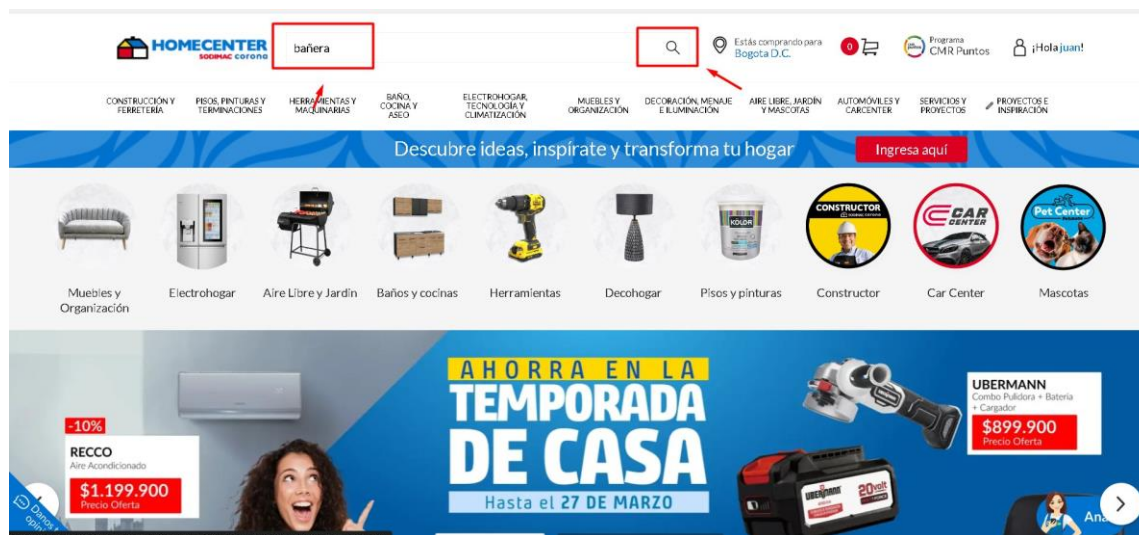 HOMECENTER
SODIMAC corona
bañera
Estás comprando para
Bogota D.C.
0
Programa
CMR Puntos
¡Hola juan!
CONSTRUCCIÓN Y
FERRETERÍA
PISOS, PINTURAS Y
TERMINACIONES
HERRAMIENTAS Y
MAQUINARIAS
BAÑO,
COCINA Y
ASEO
ELECTROHOGAR,
TECNOLOGÍA Y
CLIMATIZACIÓN
MUEBLES Y
ORGANIZACIÓN
DECORACIÓN, MENAJE
E ILUMINACIÓN
AIRE LIBRE, JARDÍN
Y MASCOTAS
AUTOMÓVILES Y
CARCENTER
SERVICIOS Y
PROYECTOS
PROYECTOS E
INSPIRACIÓN
Descubre ideas, inspírate y transforma tu hogar
Ingresa aquí
KOLOR
CONSTRUCTOR
CAR
CENTER
Pet Center
Muebles y
Organización
Electrohogar
Aire Libre y Jardín
Baños y cocinas
Herramientas
Decohogar
Pisos y pinturas
Constructor
Car Center
Mascotas
AHORRA EN LA
TEMPORADA
DE CASA
Hasta el 27 DE MARZO
-10%
RECCO
Aire Acondicionado
$1.199.900
Precio Oferta
UBERMANN
Combo Pulidora + Bateria
+ Cargador
$899.900
Precio Oferta
UBERMANN
20volt
Danos tu
Ana